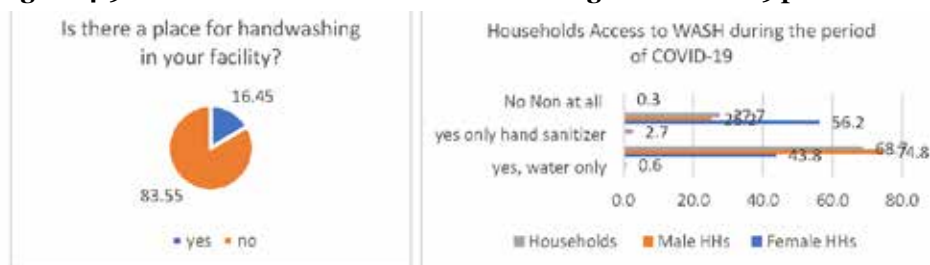 Is there a place for handwashing
in your facility?
16.45
83.55
yes no
Households Access to WASH during the period
of COVID-19
No Non at all
0.3
56.2
yes only hand sanitizer
2.7
74.8
43.8
yes, water only
0.6
0.0 20.0 40.0 60.0 80.0
Households Male HHs Female HHs